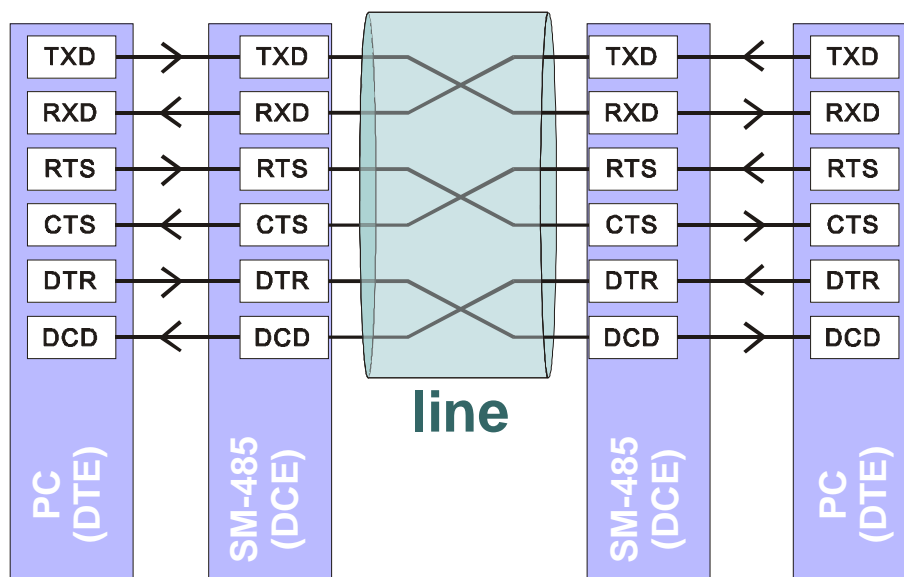 TXD TXD TXD TXD
RXD RXD RXD RXD
RTS RTS RTS RTS
CTS CTS CTS CTS
DTR DTR DTR DTR
DCD DCD DCD DCD
line
PC
(DTE)
SM-485
(DCE)
SM-485
(DCE)
PC
(DTE)